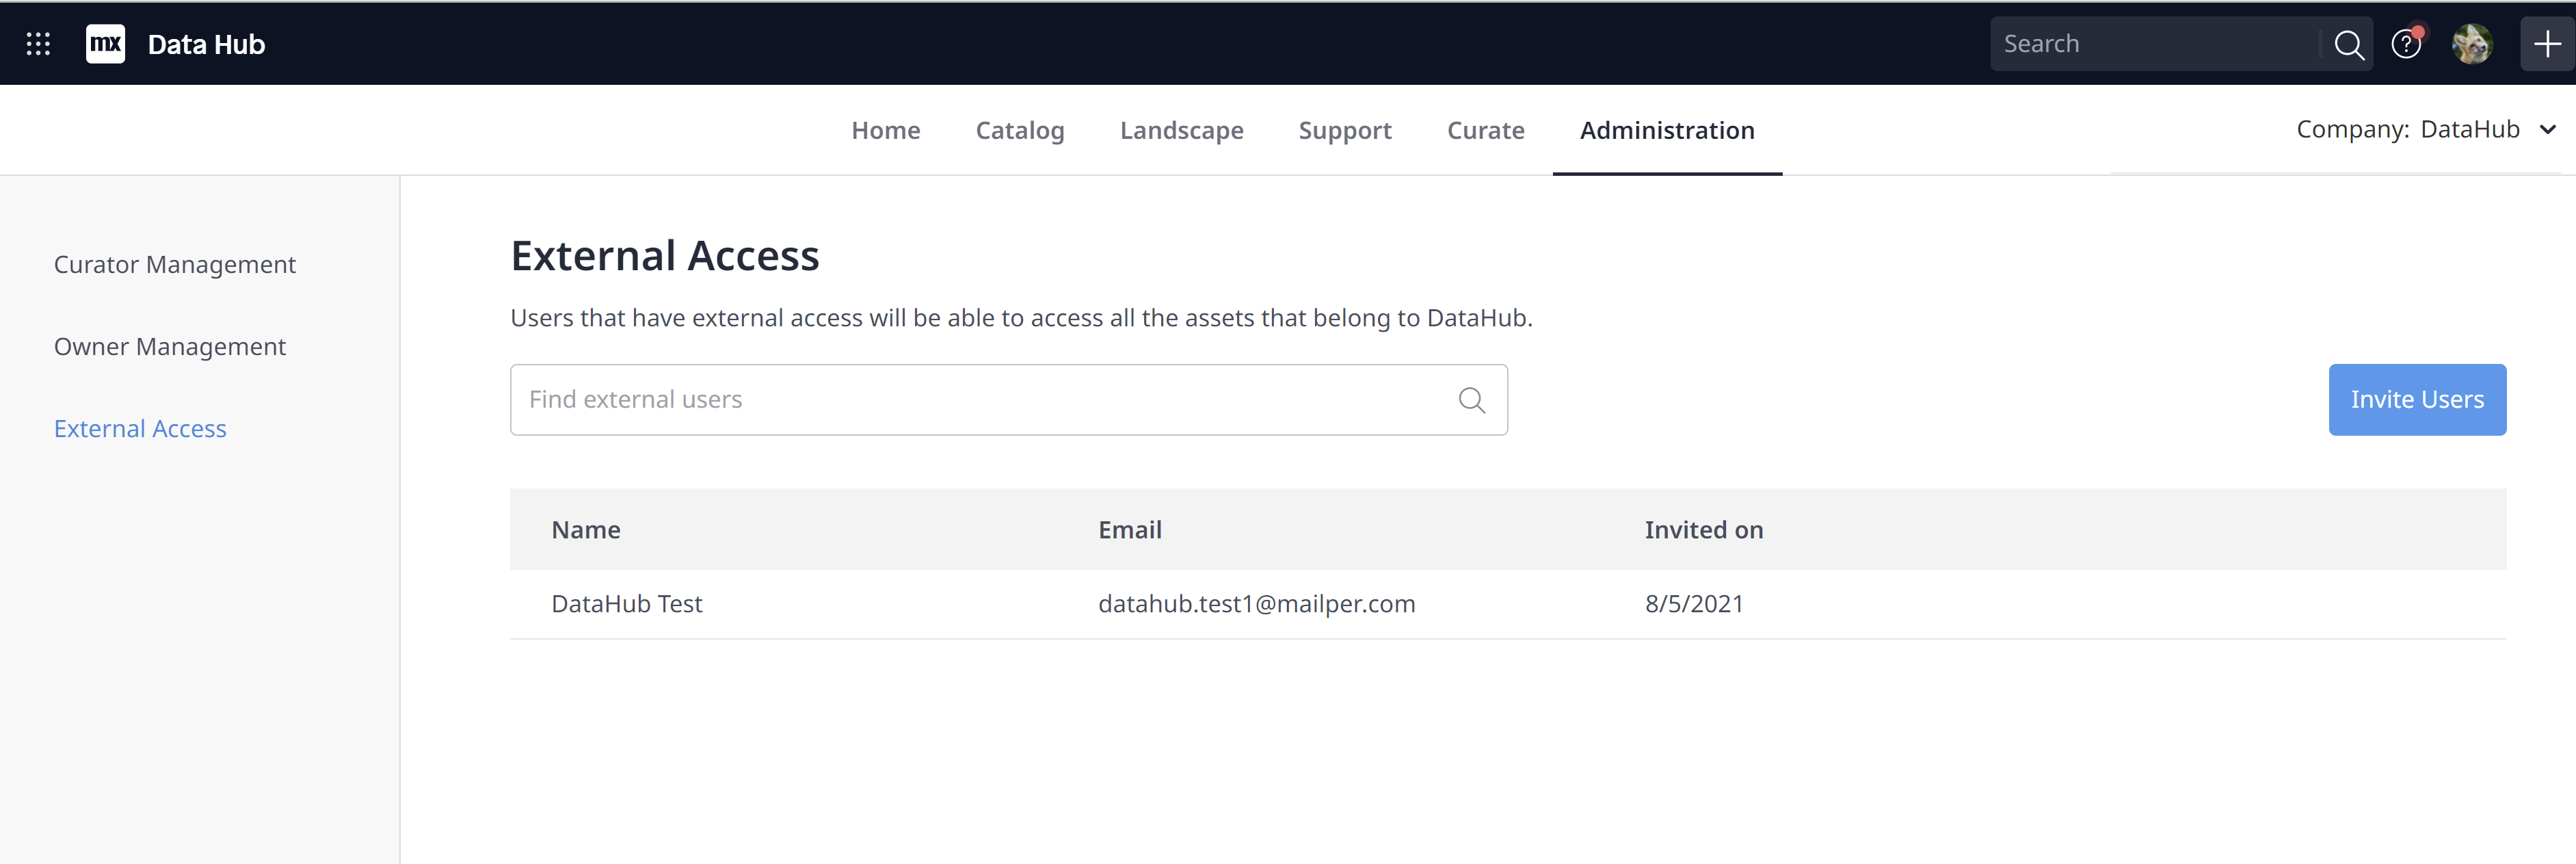 mx Data Hub Search ?
Home Catalog Landscape Support Curate Administration Company: DataHub
Curator Management
Owner Management
External Access
External Access
Users that have external access will be able to access all the assets that belong to DataHub.
Find external users Invite Users
Name Email Invited on
DataHub Test datahub.test1@mailper.com 8/5/2021